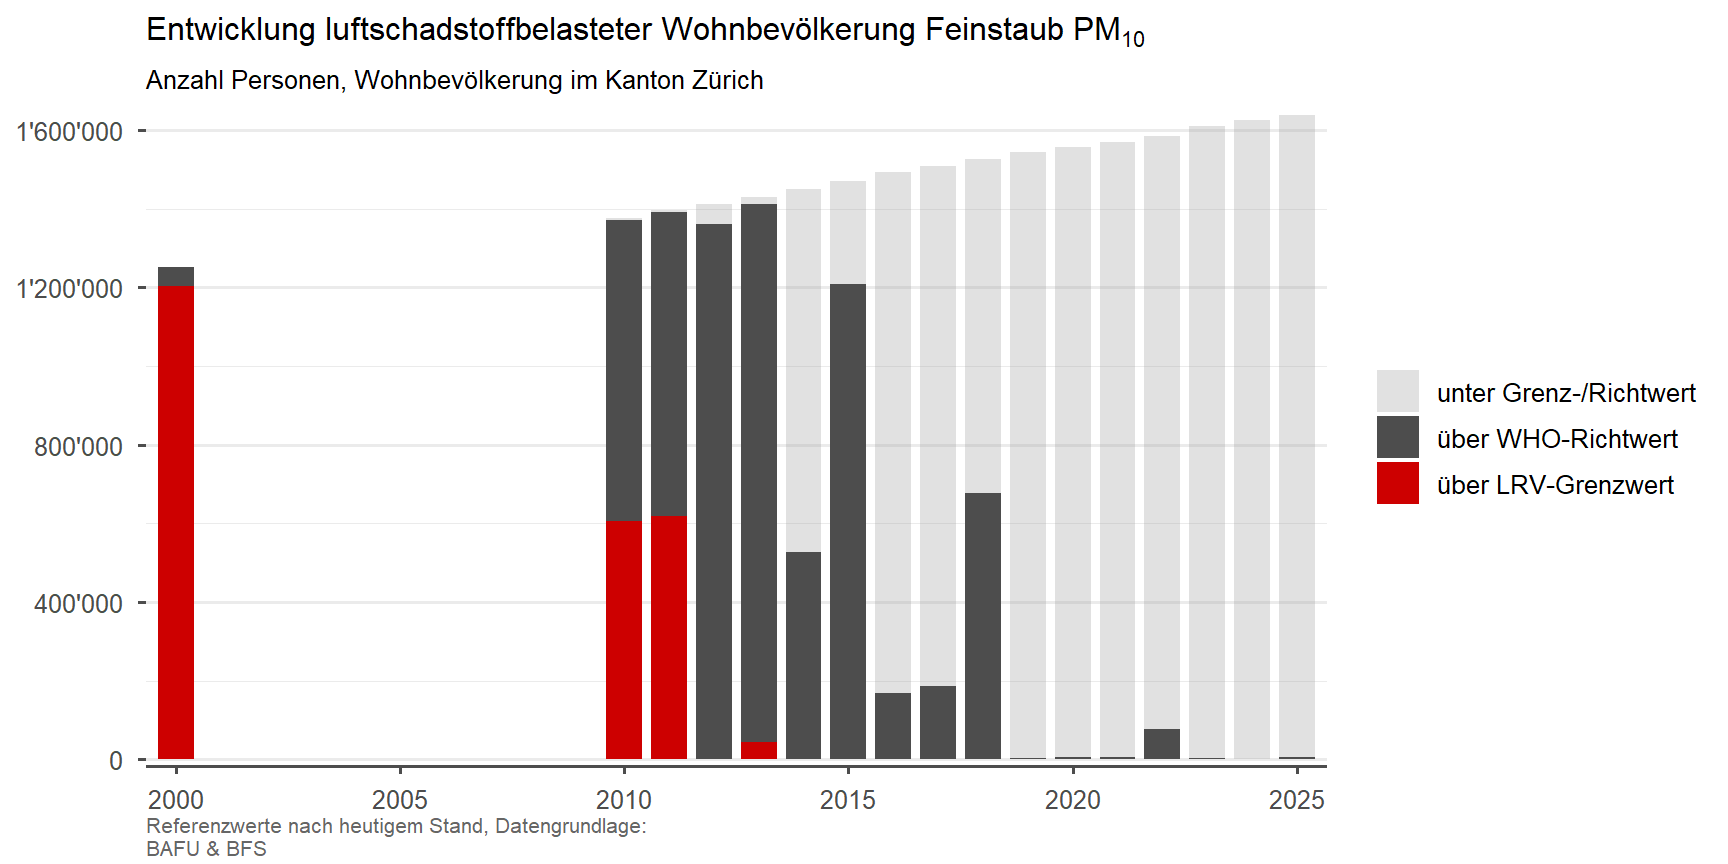 Entwicklung luftschadstoffbelasteter Wohnbevölkerung Feinstaub PM₁₀
Anzahl Personen, Wohnbevölkerung im Kanton Zürich
1'600'000
1'200'000
800'000
400'000
0
2000 2005 2010 2015 2020 2025
unter Grenz-/Richtwert
über WHO-Richtwert
über LRV-Grenzwert
Referenzwerte nach heutigem Stand, Datengrundlage:
BAFU & BFS